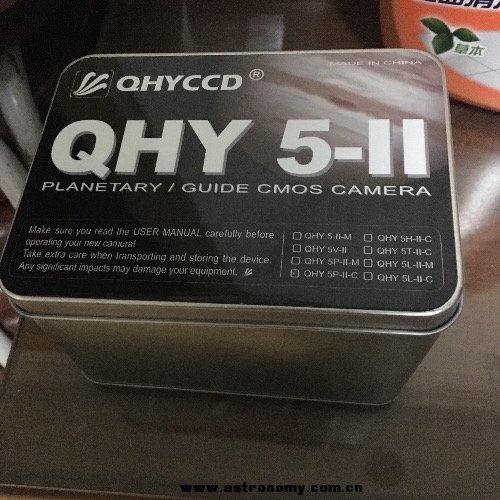 MADE IN CHINA
QHYCCD ®
QHY 5-II
PLANETARY / GUIDE CMOS CAMERA
Make sure you read the USER MANUAL carefully before
operating your new camera!
Take extra care when transporting and storing the device.
Any significant impacts may damage your equipment.
QHY 5-II-M QHY 5H-II-C
QHY 5V-II QHY 5T-II-C
QHY 5P-II-M QHY 5L-II-M
QHY 5P-II-C QHY 5L-II-C
草本
www.astronomy.com.cn